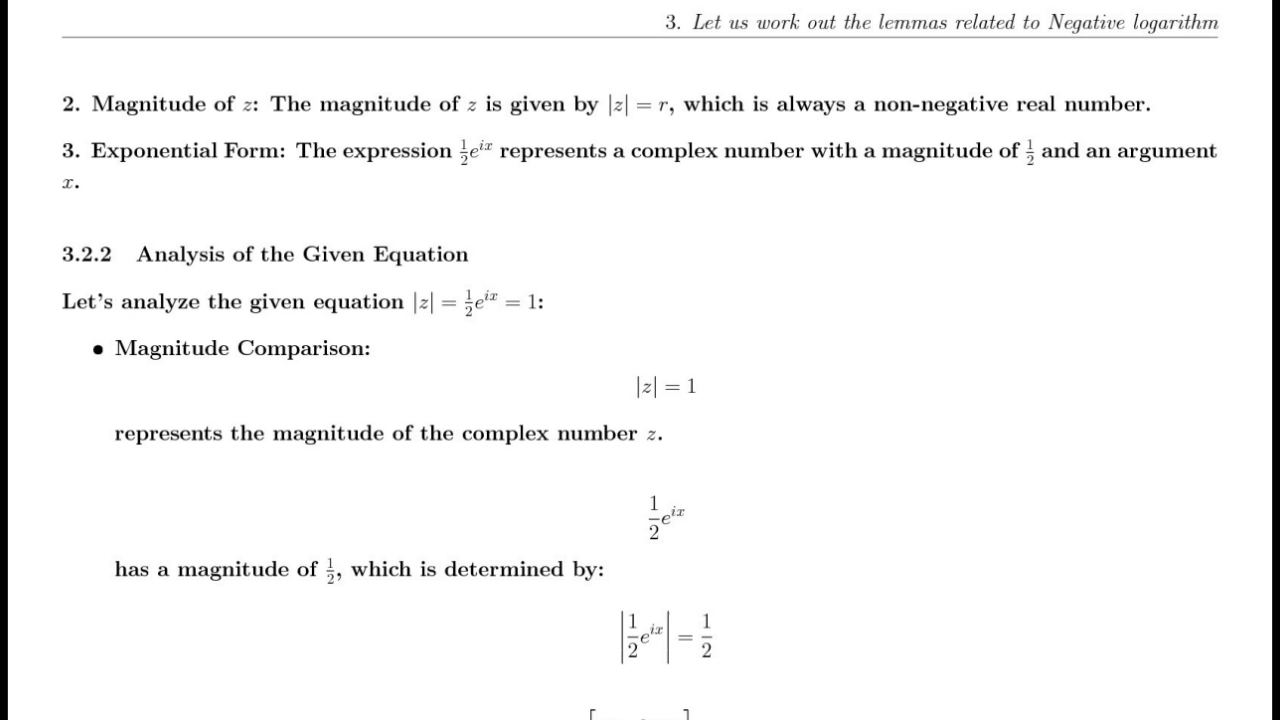 3. Let us work out the lemmas related to Negative logarithm
2. Magnitude of z: The magnitude of z is given by |z| = r, which is always a non-negative real number.
3. Exponential Form: The expression ½e^{ix} represents a complex number with a magnitude of ½ and an argument
x.
3.2.2 Analysis of the Given Equation
Let's analyze the given equation |z| = ½e^{ix} = 1:
• Magnitude Comparison:
|z| = 1
represents the magnitude of the complex number z.
½e^{ix}
has a magnitude of ½, which is determined by:
|½e^{ix}| = ½